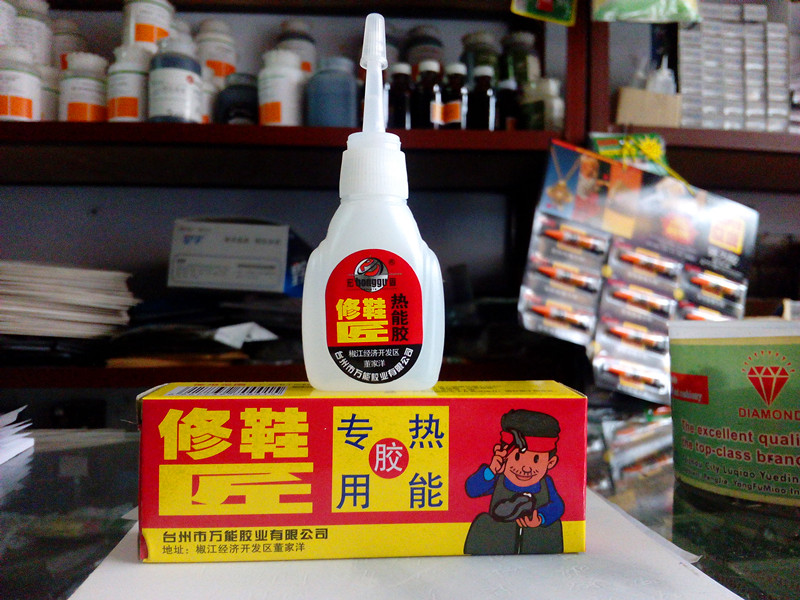 修鞋
匠
热能胶
椒江经济开发区
董家洋
台州市万能胶业有限公司
修鞋
匠
专 热
胶
用 能
台州市万能胶业有限公司
地址：椒江经济开发区董家洋
DIAMOND
The excellent quali
the top-class brand
City Luqiao